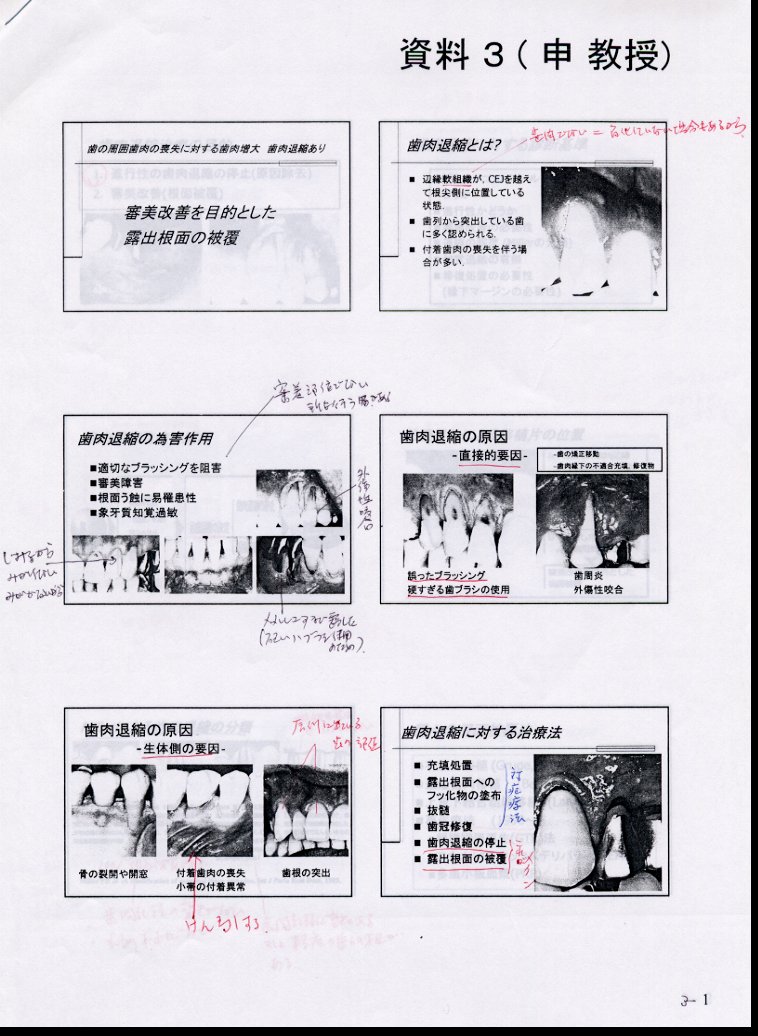 資料 3 ( 申 教授)
歯の周囲歯肉の喪失に対する歯肉増大 歯肉退縮あり
審美改善を目的とした
露出根面の被覆
歯肉退縮とは?
■ 辺縁軟組織が, CEJを越え
て根尖側に位置している
状態.
■ 歯列から突出している歯
に多く認められる.
■ 付着歯肉の喪失を伴う場
合が多い.
歯肉退縮の為害作用
■適切なブラッシングを阻害
■審美障害
■根面う蝕に易罹患性
■象牙質知覚過敏
外傷性咬合
しみるから
歯肉退縮の原因
-直接的要因-
-歯の矯正移動
-歯肉縁下の不適合充填, 修復物
誤ったブラッシング
硬すぎる歯ブラシの使用
歯周炎
外傷性咬合
歯肉退縮の原因
-生体側の要因-
骨の裂開や開窓
付着歯肉の喪失
小帯の付着異常
歯根の突出
歯肉退縮に対する治療法
■ 充填処置
■ 露出根面への
フッ化物の塗布
■ 抜髄
■ 歯冠修復
■ 歯肉退縮の停止
■ 露出根面の被覆
対症療法
メイン
3- 1